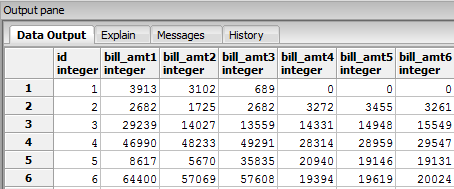 Output pane
Data Output Explain Messages History
id bill_amt1 bill_amt2 bill_amt3 bill_amt4 bill_amt5 bill_amt6
integer integer integer integer integer integer integer
1 1 3913 3102 689 0 0 0
2 2 2682 1725 2682 3272 3455 3261
3 3 29239 14027 13559 14331 14948 15549
4 4 46990 48233 49291 28314 28959 29547
5 5 8617 5670 35835 20940 19146 19131
6 6 64400 57069 57608 19394 19619 20024